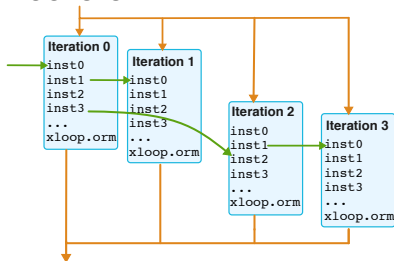 Iteration 0
inst0
inst1
inst2
inst3
...
xloop.orm
Iteration 1
inst0
inst1
inst2
inst3
...
xloop.orm
Iteration 2
inst0
inst1
inst2
inst3
...
xloop.orm
Iteration 3
inst0
inst1
inst2
inst3
...
xloop.orm